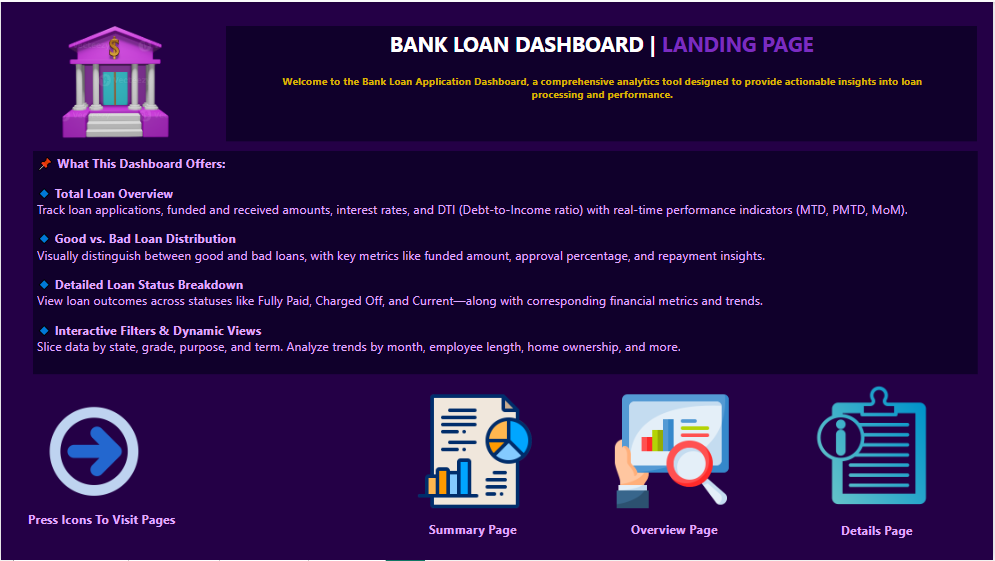 BANK LOAN DASHBOARD | LANDING PAGE
Welcome to the Bank Loan Application Dashboard, a comprehensive analytics tool designed to provide actionable insights into loan
processing and performance.
📌 What This Dashboard Offers:
🔹 Total Loan Overview
Track loan applications, funded and received amounts, interest rates, and DTI (Debt-to-Income ratio) with real-time performance indicators (MTD, PMTD, MoM).
🔹 Good vs. Bad Loan Distribution
Visually distinguish between good and bad loans, with key metrics like funded amount, approval percentage, and repayment insights.
🔹 Detailed Loan Status Breakdown
View loan outcomes across statuses like Fully Paid, Charged Off, and Current—along with corresponding financial metrics and trends.
🔹 Interactive Filters & Dynamic Views
Slice data by state, grade, purpose, and term. Analyze trends by month, employee length, home ownership, and more.
Press Icons To Visit Pages
Summary Page
Overview Page
Details Page